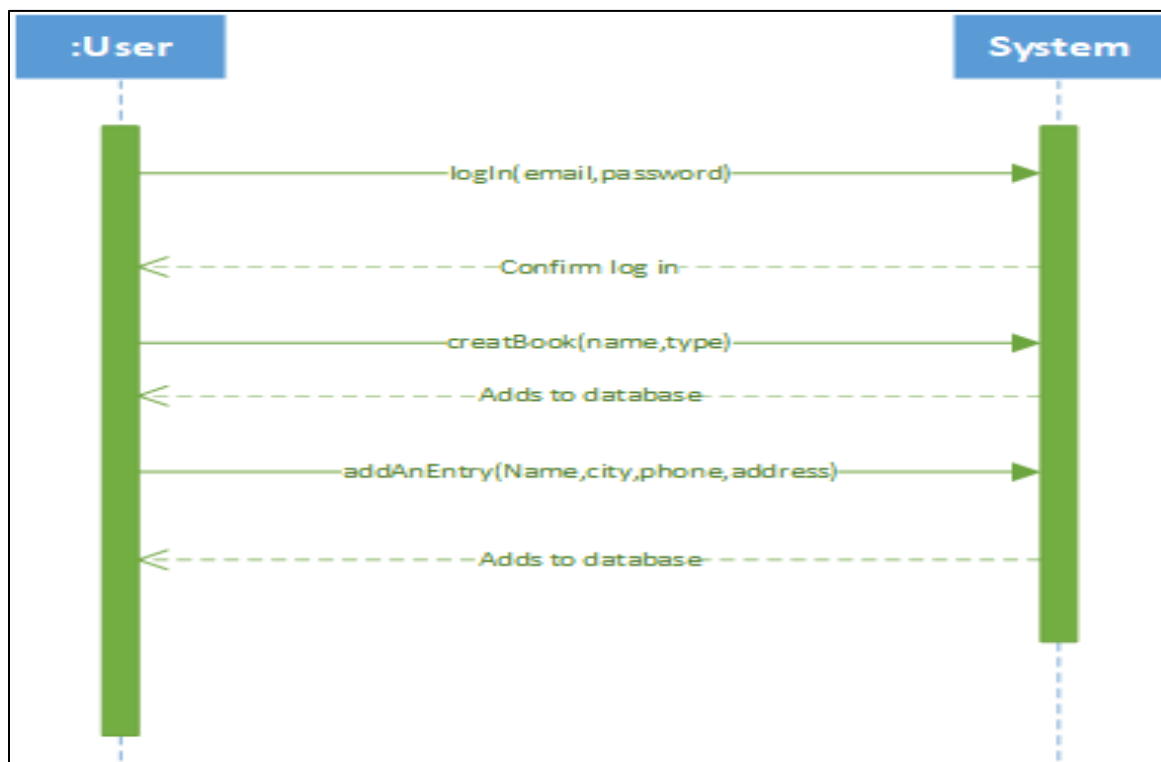 :User
System
logIn(email,password)
Confirm log in
creatBook(name,type)
Adds to database
addAnEntry(Name,city,phone,address)
Adds to database